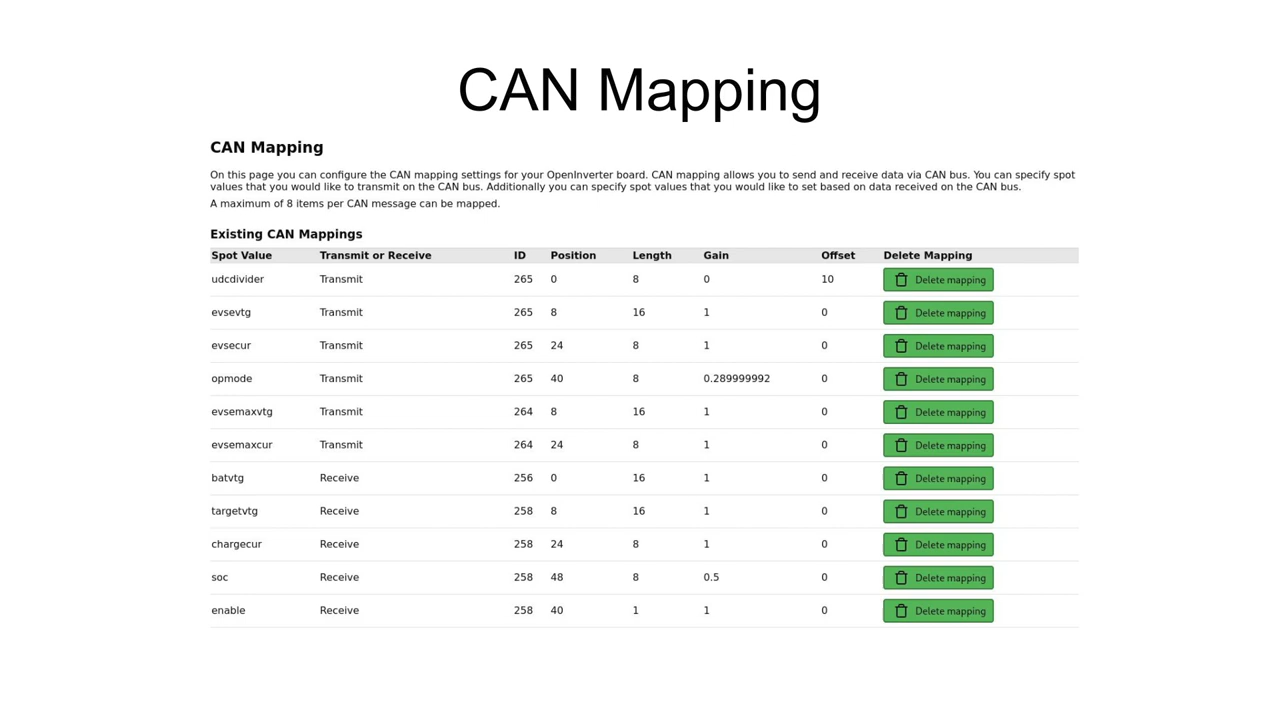 CAN Mapping
CAN Mapping
On this page you can configure the CAN mapping settings for your OpenInverter board. CAN mapping allows you to send and receive data via CAN bus. You can specify spot
values that you would like to transmit on the CAN bus. Additionally you can specify spot values that you would like to set based on data received on the CAN bus.
A maximum of 8 items per CAN message can be mapped.
Existing CAN Mappings
Spot Value Transmit or Receive ID Position Length Gain Offset Delete Mapping
udcdivider Transmit 265 0 8 0 10 Delete mapping
evsevtg Transmit 265 8 16 1 0 Delete mapping
evsecur Transmit 265 24 8 1 0 Delete mapping
opmode Transmit 265 40 8 0.289999992 0 Delete mapping
evsemaxvtg Transmit 264 8 16 1 0 Delete mapping
evsemaxcur Transmit 264 24 8 1 0 Delete mapping
batvtg Receive 256 0 16 1 0 Delete mapping
targetvtg Receive 258 8 16 1 0 Delete mapping
chargecur Receive 258 24 8 1 0 Delete mapping
soc Receive 258 48 8 0.5 0 Delete mapping
enable Receive 258 40 1 1 0 Delete mapping